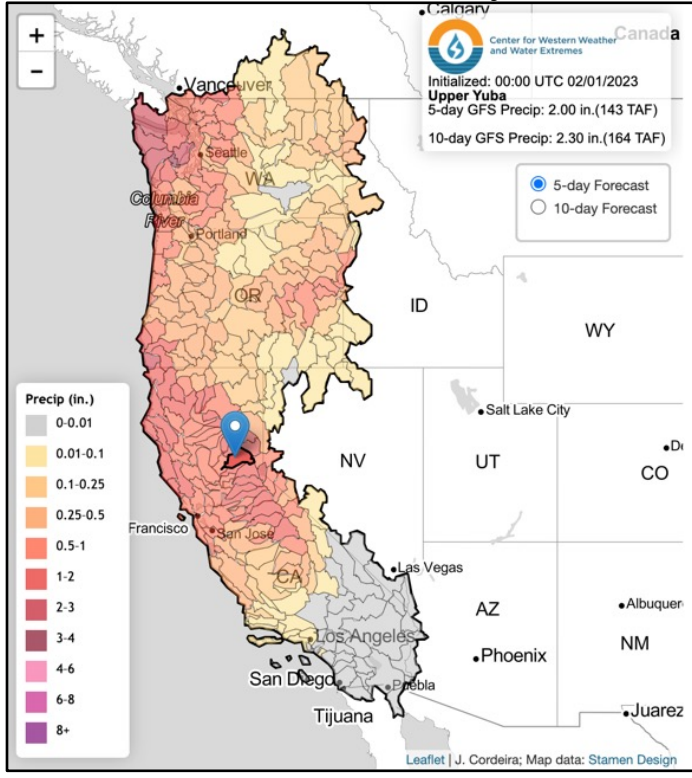 +
−
Calgary
Canada
Center for Western Weather
and Water Extremes
Initialized: 00:00 UTC 02/01/2023
Upper Yuba
5-day GFS Precip: 2.00 in.(143 TAF)
10-day GFS Precip: 2.30 in.(164 TAF)
5-day Forecast
10-day Forecast
Vancouver
Seattle
WA
Columbia
River
Portland
OR
ID
WY
Precip (in.)
0-0.01
0.01-0.1
0.1-0.25
0.25-0.5
0.5-1
1-2
2-3
3-4
4-6
6-8
8+
Salt Lake City
NV
UT
De
CO
Francisco
San Jose
CA
Las Vegas
AZ
Albuquer
NM
Los Angeles
Phoenix
San Diego
Puebla
Tijuana
Juarez
Leaflet | J. Cordeira; Map data: Stamen Design